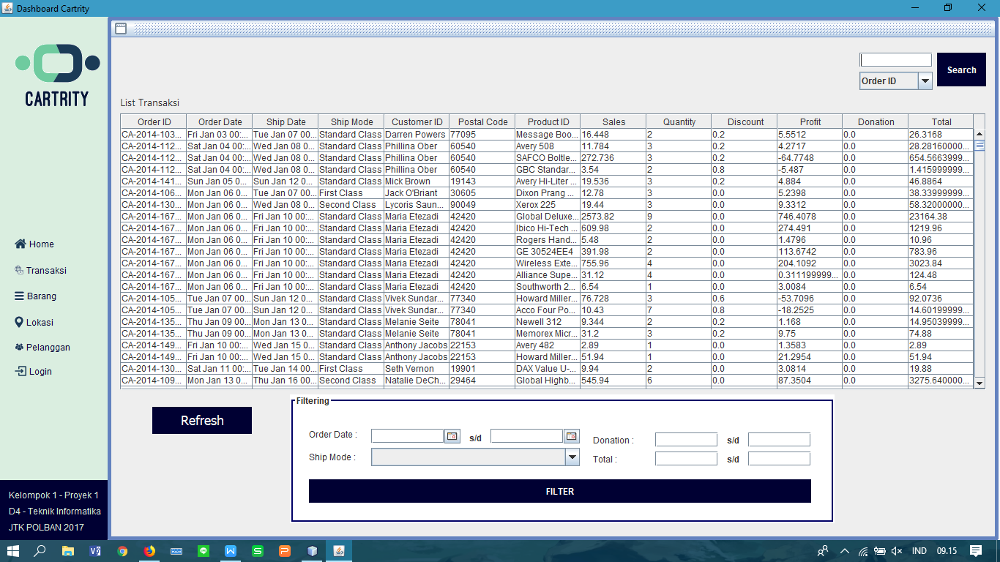 Dashboard Cartrity
CARTRITY
Home
Transaksi
Barang
Lokasi
Pelanggan
Login
Kelompok 1 - Proyek 1
D4 - Teknik Informatika
JTK POLBAN 2017
Search
Order ID
List Transaksi
Order ID Order Date Ship Date Ship Mode Customer ID Postal Code Product ID Sales Quantity Discount Profit Donation Total
CA-2014-103... Fri Jan 03 00:... Tue Jan 07 00... Standard Class Darren Powers 77095 Message Boo... 16.448 2 0.2 5.5512 0.0 26.3168
CA-2014-112... Sat Jan 04 00:... Wed Jan 08 0... Standard Class Phillina Ober 60540 Avery 508 11.784 3 0.2 4.2717 0.0 28.28160000...
CA-2014-112... Sat Jan 04 00:... Wed Jan 08 0... Standard Class Phillina Ober 60540 SAFCO Boltle... 272.736 3 0.2 -64.7748 0.0 654.5663999...
CA-2014-112... Sat Jan 04 00:... Wed Jan 08 0... Standard Class Phillina Ober 60540 GBC Standar... 3.54 2 0.8 -5.487 0.0 1.415999999...
CA-2014-141... Sun Jan 05 0... Sun Jan 12 0... Standard Class Mick Brown 19143 Avery Hi-Liter ... 19.536 3 0.2 4.884 0.0 46.8864
CA-2014-106... Mon Jan 06 0... Tue Jan 07 00... First Class Jack O'Briant 30605 Dixon Prang ... 12.78 3 0.0 5.2398 0.0 38.33999999...
CA-2014-130... Mon Jan 06 0... Wed Jan 08 0... Second Class Lycoris Saun... 90049 Xerox 225 19.44 3 0.0 9.3312 0.0 58.32000000...
CA-2014-167... Mon Jan 06 0... Fri Jan 10 00:... Standard Class Maria Etezadi 42420 Global Deluxe... 2573.82 9 0.0 746.4078 0.0 23164.38
CA-2014-167... Mon Jan 06 0... Fri Jan 10 00:... Standard Class Maria Etezadi 42420 Ibico Hi-Tech ... 609.98 2 0.0 274.491 0.0 1219.96
CA-2014-167... Mon Jan 06 0... Fri Jan 10 00:... Standard Class Maria Etezadi 42420 Rogers Hand... 5.48 2 0.0 1.4796 0.0 10.96
CA-2014-167... Mon Jan 06 0... Fri Jan 10 00:... Standard Class Maria Etezadi 42420 GE 30524EE4 391.98 2 0.0 113.6742 0.0 783.96
CA-2014-167... Mon Jan 06 0... Fri Jan 10 00:... Standard Class Maria Etezadi 42420 Wireless Exte... 755.96 4 0.0 204.1092 0.0 3023.84
CA-2014-167... Mon Jan 06 0... Fri Jan 10 00:... Standard Class Maria Etezadi 42420 Alliance Supe... 31.12 4 0.0 0.311199999... 0.0 124.48
CA-2014-167... Mon Jan 06 0... Fri Jan 10 00:... Standard Class Maria Etezadi 42420 Southworth 2... 6.54 1 0.0 3.0084 0.0 6.54
CA-2014-105... Tue Jan 07 00... Sun Jan 12 0... Standard Class Vivek Sundar... 77340 Howard Miller... 76.728 3 0.6 -53.7096 0.0 92.0736
CA-2014-105... Tue Jan 07 00... Sun Jan 12 0... Standard Class Vivek Sundar... 77340 Acco Four Po... 10.43 7 0.8 -18.2525 0.0 14.60199999...
CA-2014-135... Thu Jan 09 00... Mon Jan 13 0... Standard Class Melanie Seite 78041 Newell 312 9.344 2 0.2 1.168 0.0 14.95039999...
CA-2014-135... Thu Jan 09 00... Mon Jan 13 0... Standard Class Melanie Seite 78041 Memorex Micr... 31.2 3 0.2 9.75 0.0 74.88
CA-2014-149... Fri Jan 10 00:... Wed Jan 15 0... Standard Class Anthony Jacobs 22153 Avery 482 2.89 1 0.0 1.3583 0.0 2.89
CA-2014-149... Fri Jan 10 00:... Wed Jan 15 0... Standard Class Anthony Jacobs 22153 Howard Miller... 51.94 1 0.0 21.2954 0.0 51.94
CA-2014-130... Sat Jan 11 00:... Tue Jan 14 00... First Class Seth Vernon 19901 DAX Value U-... 9.94 2 0.0 3.0814 0.0 19.88
CA-2014-109... Mon Jan 13 0... Thu Jan 16 00... Second Class Natalie DeCh... 29464 Global Highb... 545.94 6 0.0 87.3504 0.0 3275.640000...
Refresh
Filtering
Order Date : s/d
Ship Mode :
Donation : s/d
Total : s/d
FILTER
IND 09.15